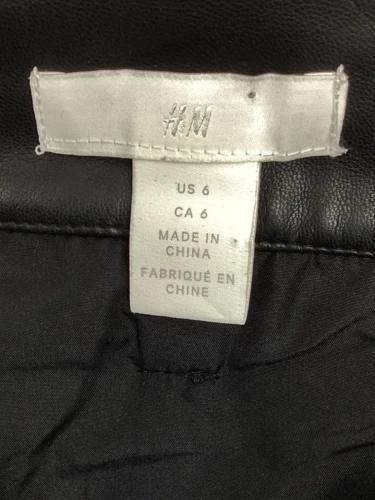 H&M
US 6
CA 6
MADE IN
CHINA
FABRIQUÉ EN
CHINE